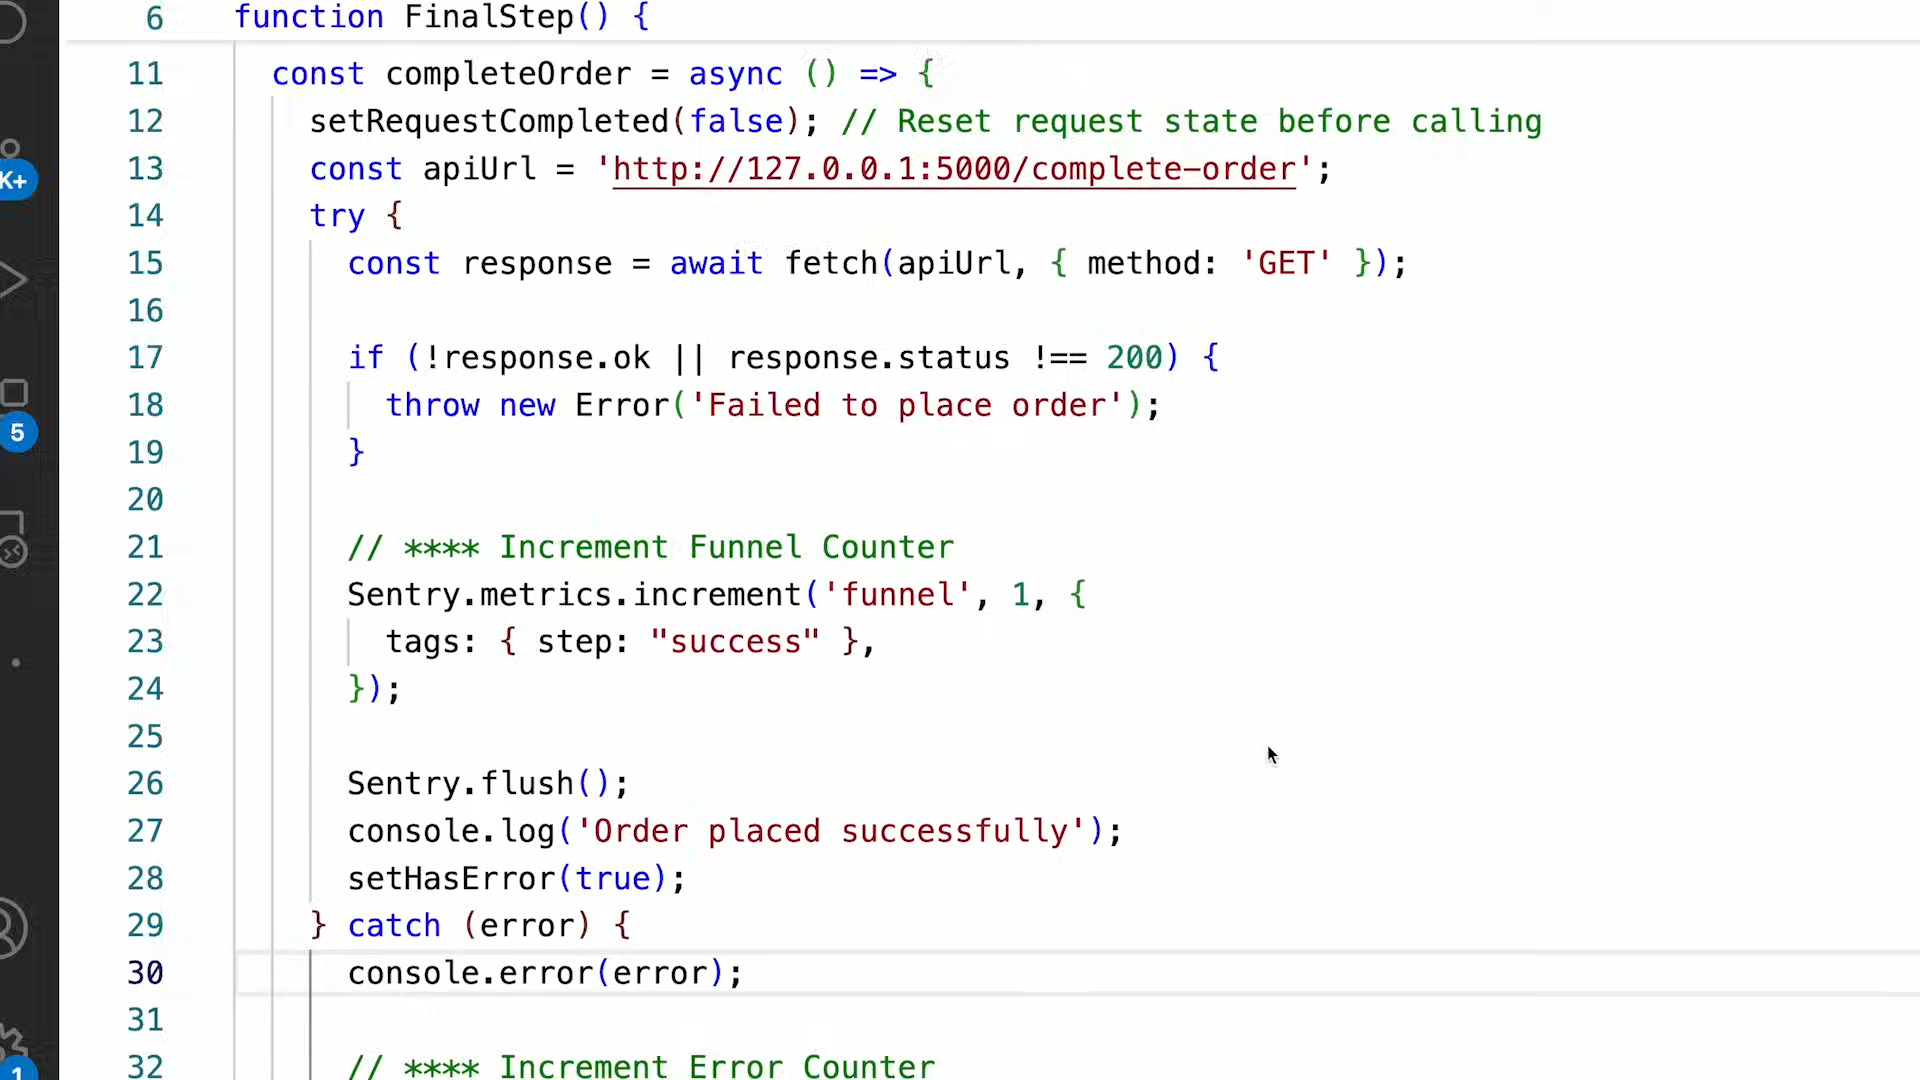 6 function FinalStep() {
11 const completeOrder = async () => {
12 setRequestCompleted(false); // Reset request state before calling
13 const apiUrl = 'http://127.0.0.1:5000/complete-order';
14 try {
15 const response = await fetch(apiUrl, { method: 'GET' });
16
17 if (!response.ok || response.status !== 200) {
18 throw new Error('Failed to place order');
19 }
20
21 // **** Increment Funnel Counter
22 Sentry.metrics.increment('funnel', 1, {
23 tags: { step: "success" },
24 });
25
26 Sentry.flush();
27 console.log('Order placed successfully');
28 setHasError(true);
29 } catch (error) {
30 console.error(error);
31
32 // **** Increment Error Counter
K+
5
1